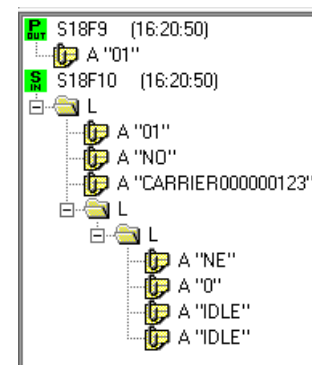 P OUT S18F9 (16:20:50)
A "01"
S IN S18F10 (16:20:50)
L
A "01"
A "NO"
A "CARRIER000000123"
L
L
A "NE"
A "0"
A "IDLE"
A "IDLE"